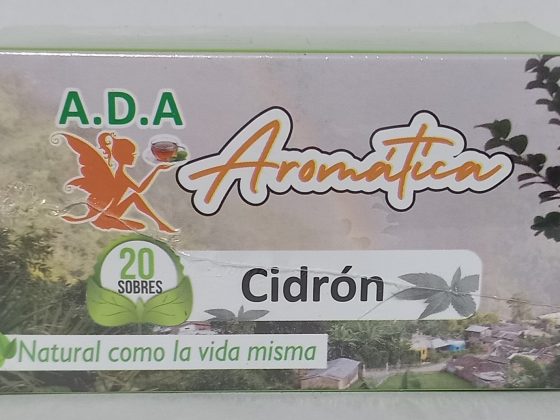 A.D.A
Aromática
20
SOBRES
Cidrón
Natural como la vida misma